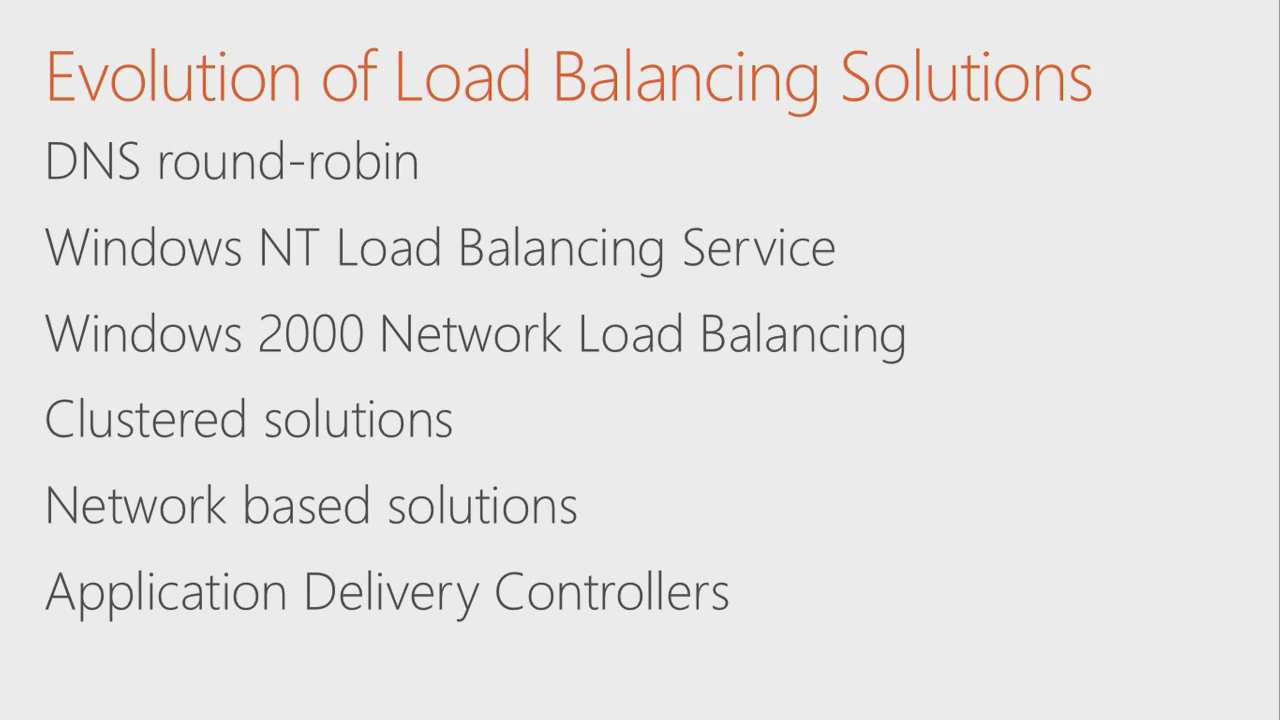 Evolution of Load Balancing Solutions
DNS round-robin
Windows NT Load Balancing Service
Windows 2000 Network Load Balancing
Clustered solutions
Network based solutions
Application Delivery Controllers